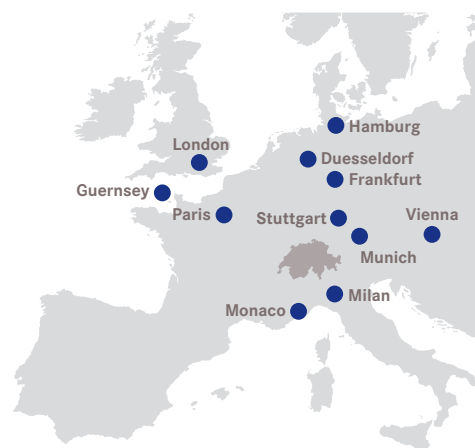 Hamburg
London
Duesseldorf
Frankfurt
Guernsey
Paris
Stuttgart
Vienna
Munich
Milan
Monaco